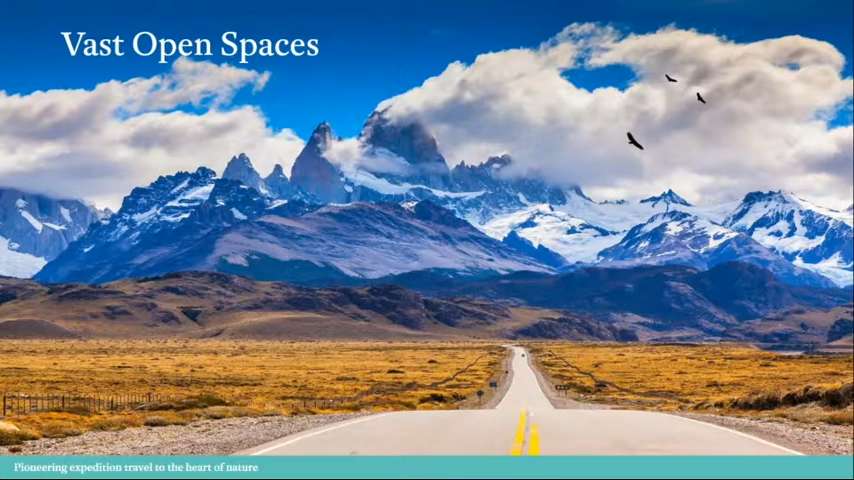 Vast Open Spaces
Pioneering expedition travel to the heart of nature